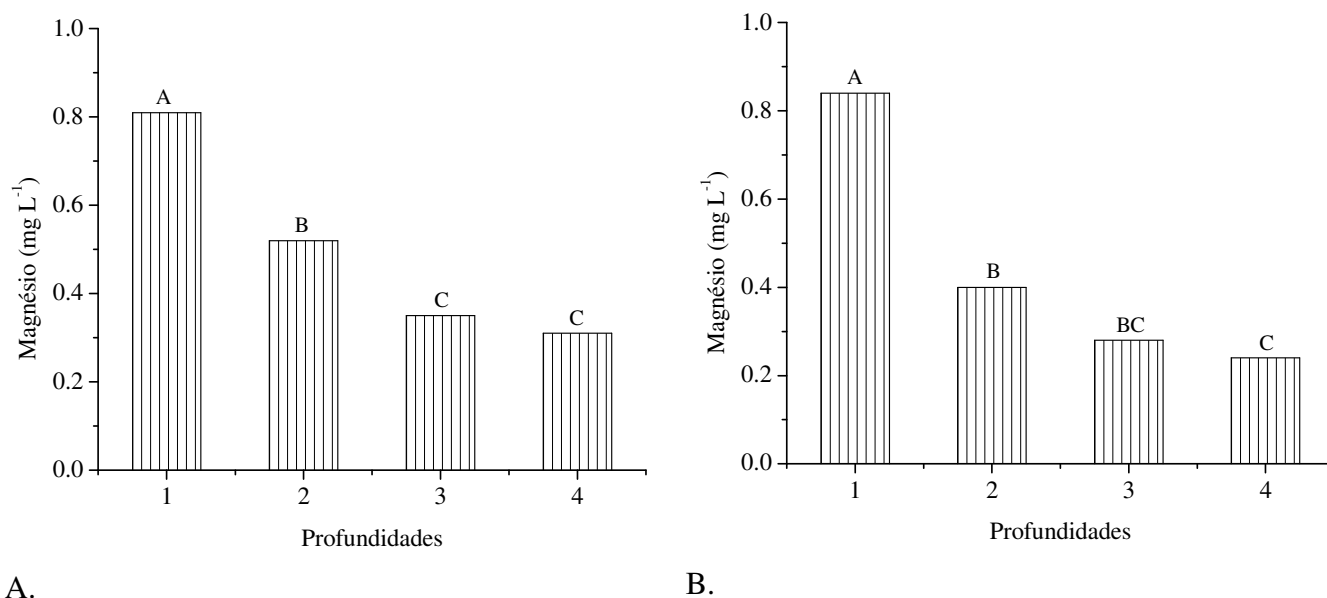 1.0
0.8
0.6
0.4
0.2
0.0
Magnésio (mg L⁻¹)
A
B
C
C
1 2 3 4
Profundidades
A.
1.0
0.8
0.6
0.4
0.2
0.0
Magnésio (mg L⁻¹)
A
B
BC
C
1 2 3 4
Profundidades
B.